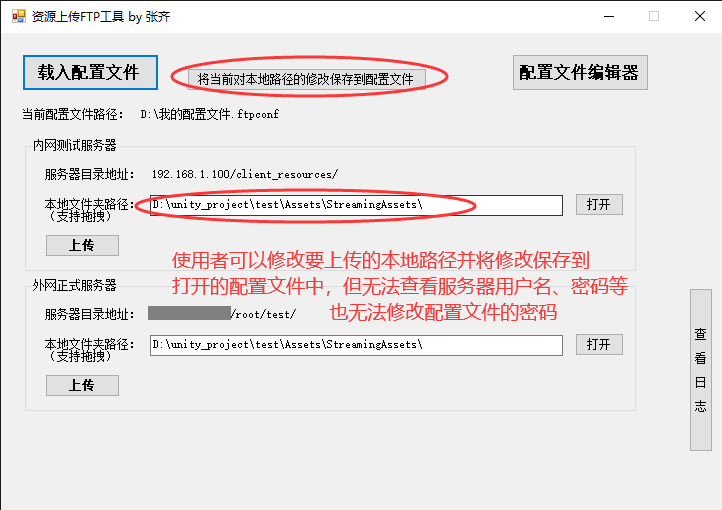 资源上传FTP工具 by 张齐
载入配置文件
将当前对本地路径的修改保存到配置文件
配置文件编辑器
当前配置文件路径： D:\我的配置文件.ftpconf
内网测试服务器
服务器目录地址： 192.168.1.100/client_resources/
本地文件夹路径： D:\unity_project\test\Assets\StreamingAssets\ 打开
（支持拖拽）
上传
使用者可以修改要上传的本地路径并将修改保存到
打开的配置文件中，但无法查看服务器用户名、密码等
也无法修改配置文件的密码
外网正式服务器
服务器目录地址： /root/test/
本地文件夹路径： D:\unity_project\test\Assets\StreamingAssets\ 打开
（支持拖拽）
上传
查看日志